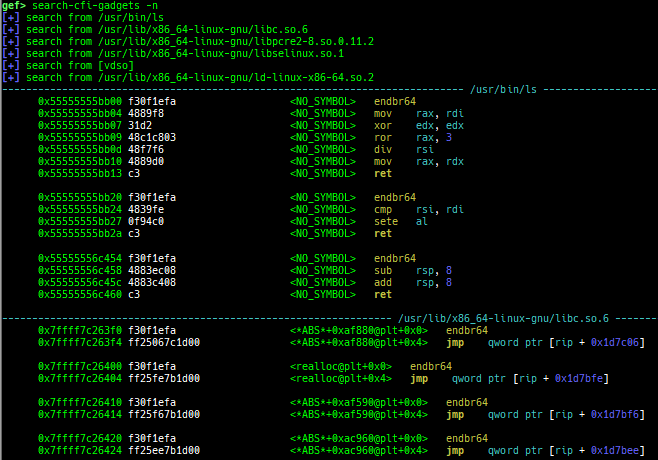 gef> search-cfi-gadgets -n
[+] search from /usr/bin/ls
[+] search from /usr/lib/x86_64-linux-gnu/libc.so.6
[+] search from /usr/lib/x86_64-linux-gnu/libpcre2-8.so.0.11.2
[+] search from /usr/lib/x86_64-linux-gnu/libselinux.so.1
[+] search from [vdso]
[+] search from /usr/lib/x86_64-linux-gnu/ld-linux-x86-64.so.2
/usr/bin/ls
0x55555555bb00 f30f1efa <NO_SYMBOL> endbr64
0x55555555bb04 4889f8 <NO_SYMBOL> mov rax, rdi
0x55555555bb07 31d2 <NO_SYMBOL> xor edx, edx
0x55555555bb09 48c1c803 <NO_SYMBOL> ror rax, 3
0x55555555bb0d 48f7f6 <NO_SYMBOL> div rsi
0x55555555bb10 4889d0 <NO_SYMBOL> mov rax, rdx
0x55555555bb13 c3 <NO_SYMBOL> ret
0x55555555bb20 f30f1efa <NO_SYMBOL> endbr64
0x55555555bb24 4839fe <NO_SYMBOL> cmp rsi, rdi
0x55555555bb27 0f94c0 <NO_SYMBOL> sete al
0x55555555bb2a c3 <NO_SYMBOL> ret
0x55555556c454 f30f1efa <NO_SYMBOL> endbr64
0x55555556c458 4883ec08 <NO_SYMBOL> sub rsp, 8
0x55555556c45c 4883c408 <NO_SYMBOL> add rsp, 8
0x55555556c460 c3 <NO_SYMBOL> ret
/usr/lib/x86_64-linux-gnu/libc.so.6
0x7ffff7c263f0 f30f1efa <*ABS*+0xaf880@plt+0x0> endbr64
0x7ffff7c263f4 ff25067c1d00 <*ABS*+0xaf880@plt+0x4> jmp qword ptr [rip + 0x1d7c06]
0x7ffff7c26400 f30f1efa <realloc@plt+0x0> endbr64
0x7ffff7c26404 ff25fe7b1d00 <realloc@plt+0x4> jmp qword ptr [rip + 0x1d7bfe]
0x7ffff7c26410 f30f1efa <*ABS*+0xaf590@plt+0x0> endbr64
0x7ffff7c26414 ff25f67b1d00 <*ABS*+0xaf590@plt+0x4> jmp qword ptr [rip + 0x1d7bf6]
0x7ffff7c26420 f30f1efa <*ABS*+0xac960@plt+0x0> endbr64
0x7ffff7c26424 ff25ee7b1d00 <*ABS*+0xac960@plt+0x4> jmp qword ptr [rip + 0x1d7bee]